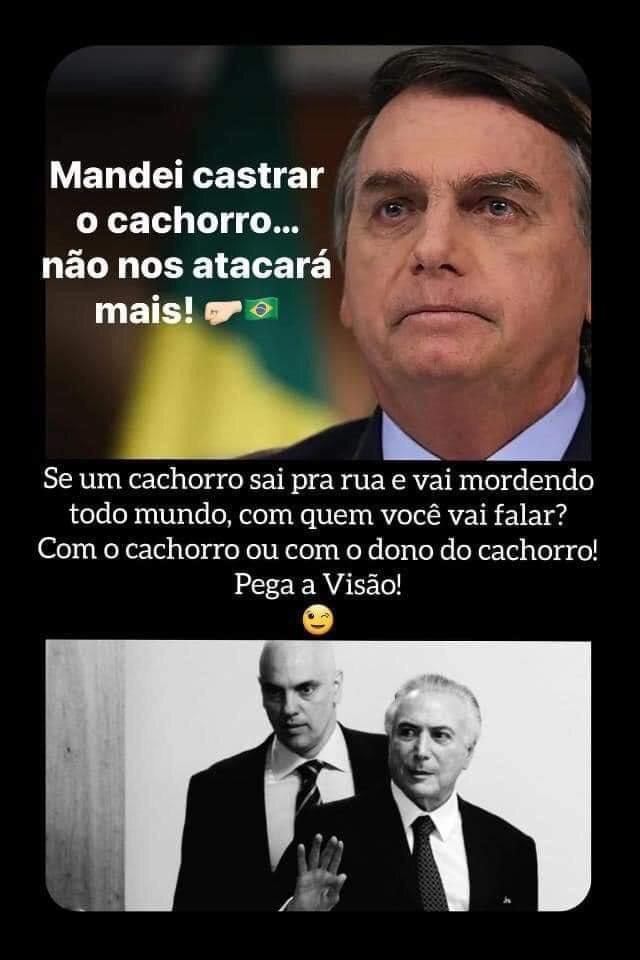 Mandei castrar
o cachorro...
não nos atacará
mais! 🤛🏻🇧🇷
Se um cachorro sai pra rua e vai mordendo
todo mundo, com quem você vai falar?
Com o cachorro ou com o dono do cachorro!
Pega a Visão!
😉